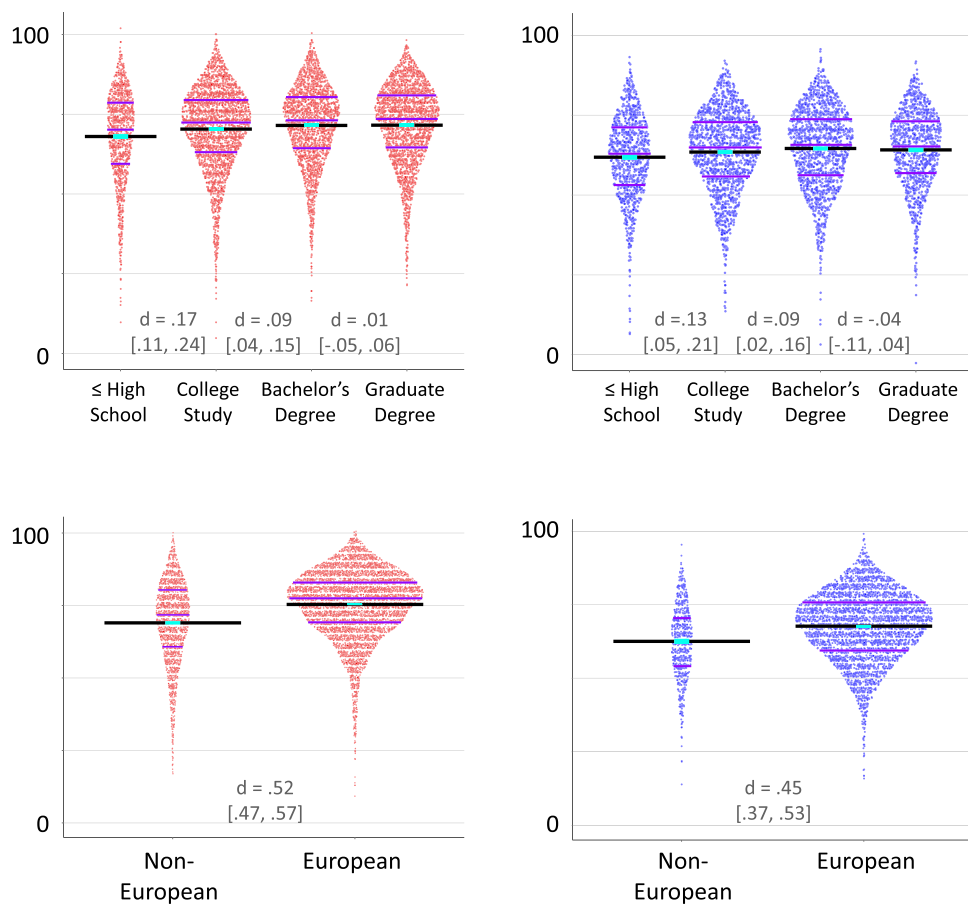 100
0
d = .17
[.11, .24]
d = .09
[.04, .15]
d = .01
[-.05, .06]
≤ High
School
College
Study
Bachelor’s
Degree
Graduate
Degree
100
0
d =.13
[.05, .21]
d = .09
[.02, .16]
d = -.04
[-.11, .04]
≤ High
School
College
Study
Bachelor’s
Degree
Graduate
Degree
100
0
d = .52
[.47, .57]
Non-
European
European
100
0
d = .45
[.37, .53]
Non-
European
European